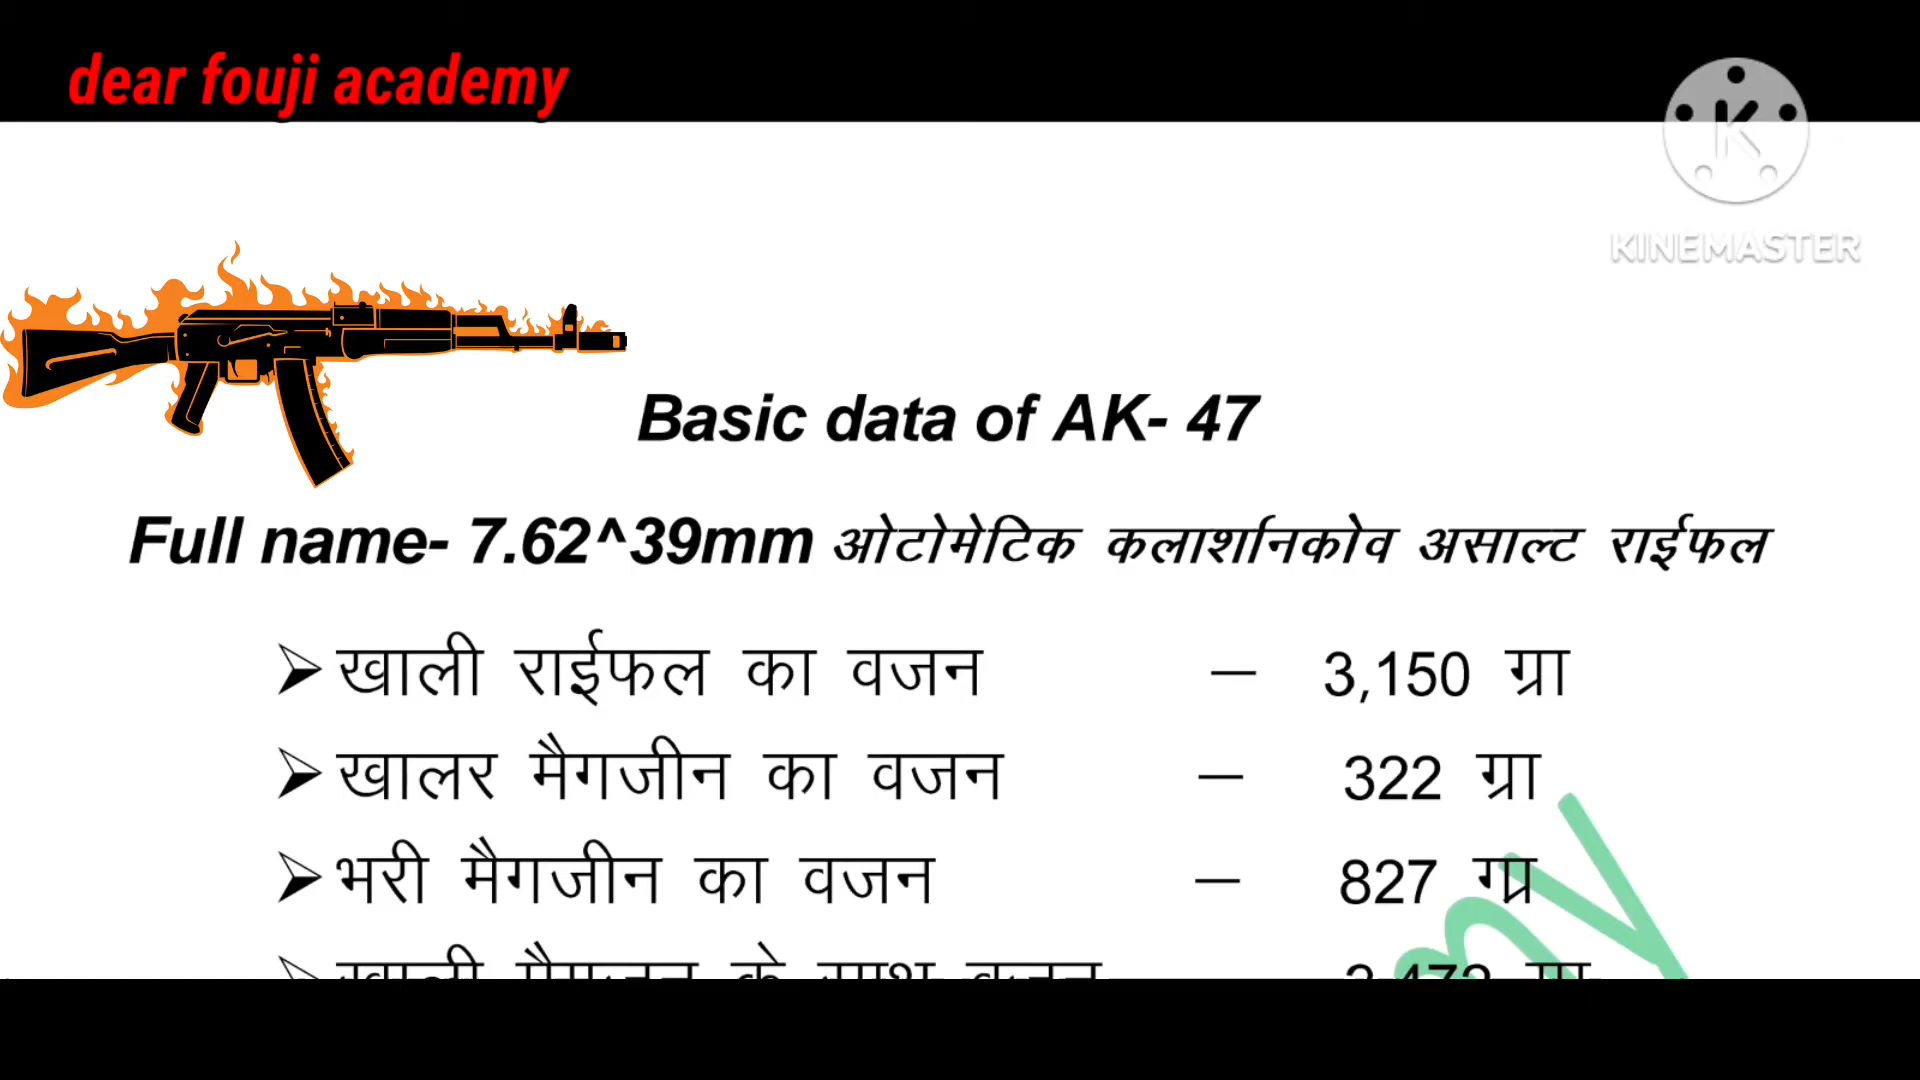 dear fouji academy
KINEMASTER
Basic data of AK- 47
Full name- 7.62^39mm ओटोमेटिक कलार्शानकोव असाल्ट राईफल
➢ खाली राईफल का वजन – 3,150 ग्रा
➢ खालर मैगजीन का वजन – 322 ग्रा
➢ भरी मैगजीन का वजन – 827 ग्र